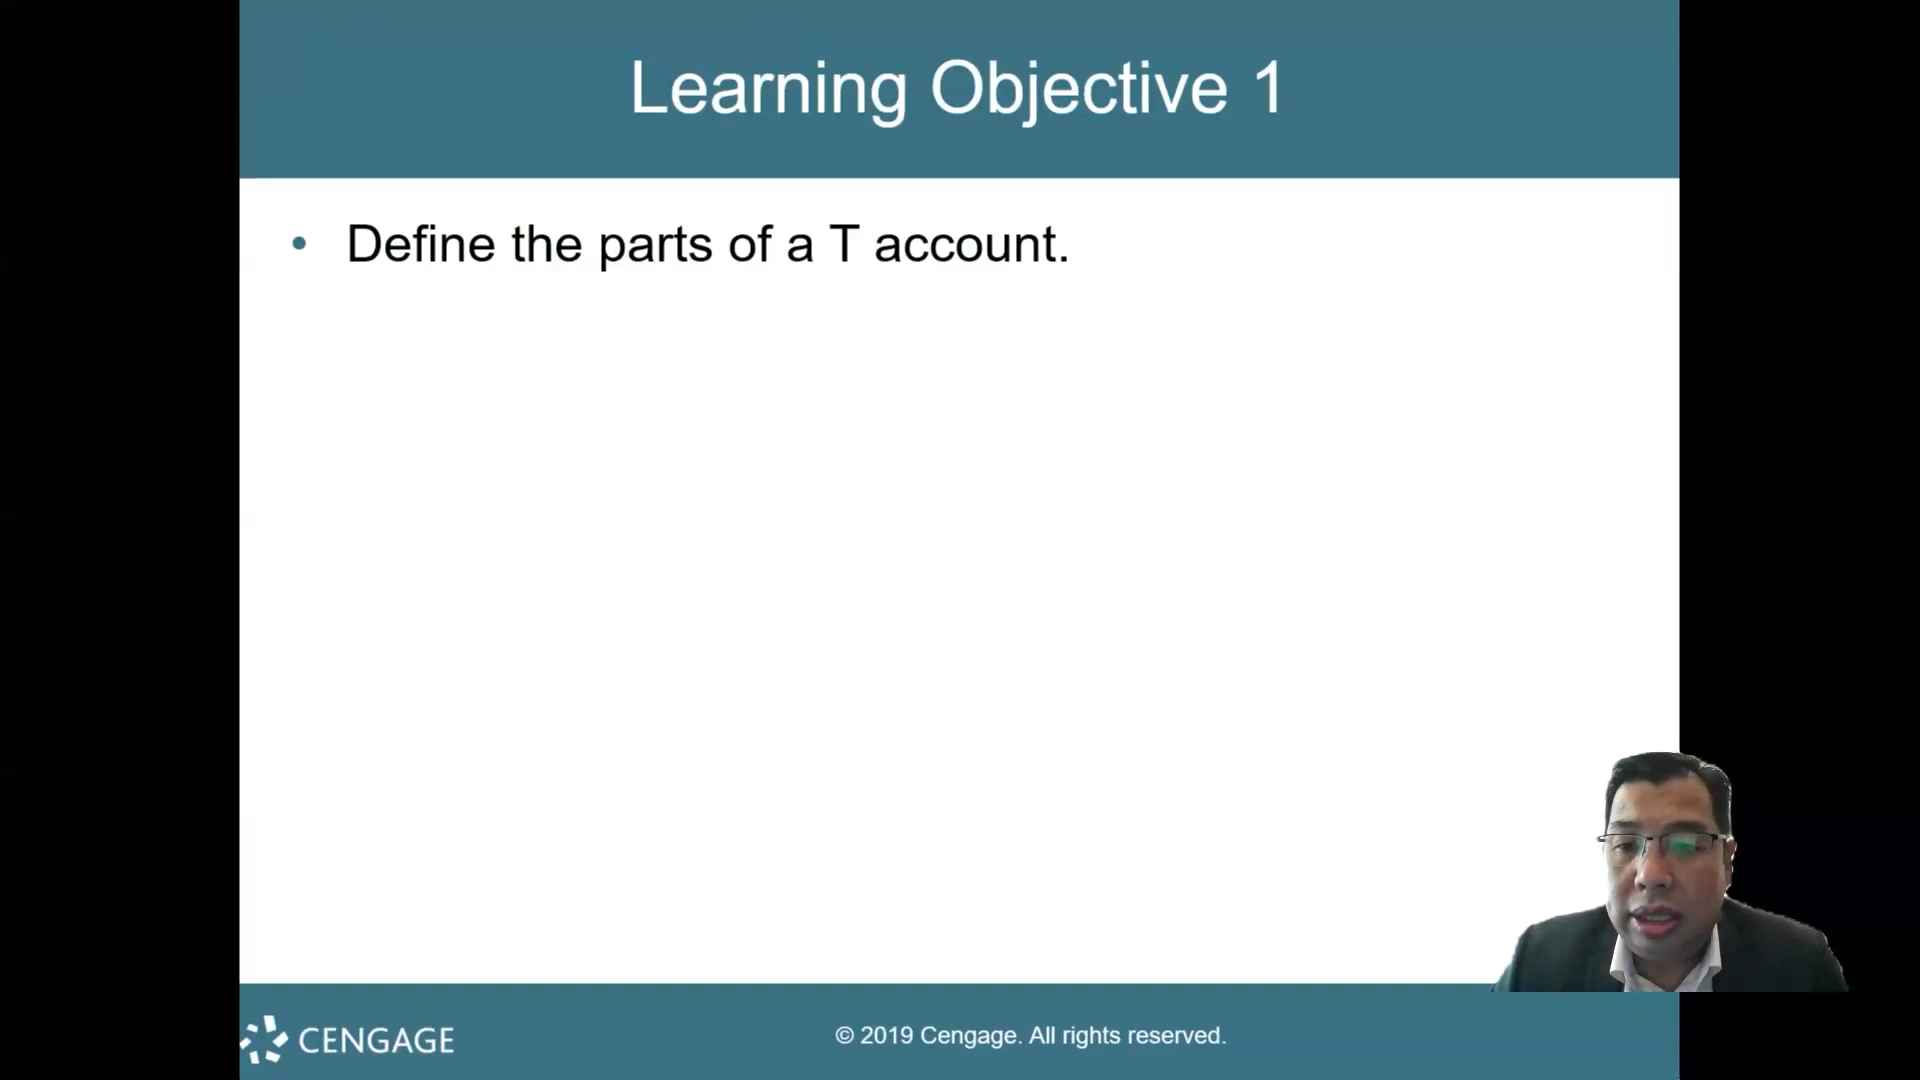 Learning Objective 1
• Define the parts of a T account.
CENGAGE
© 2019 Cengage. All rights reserved.